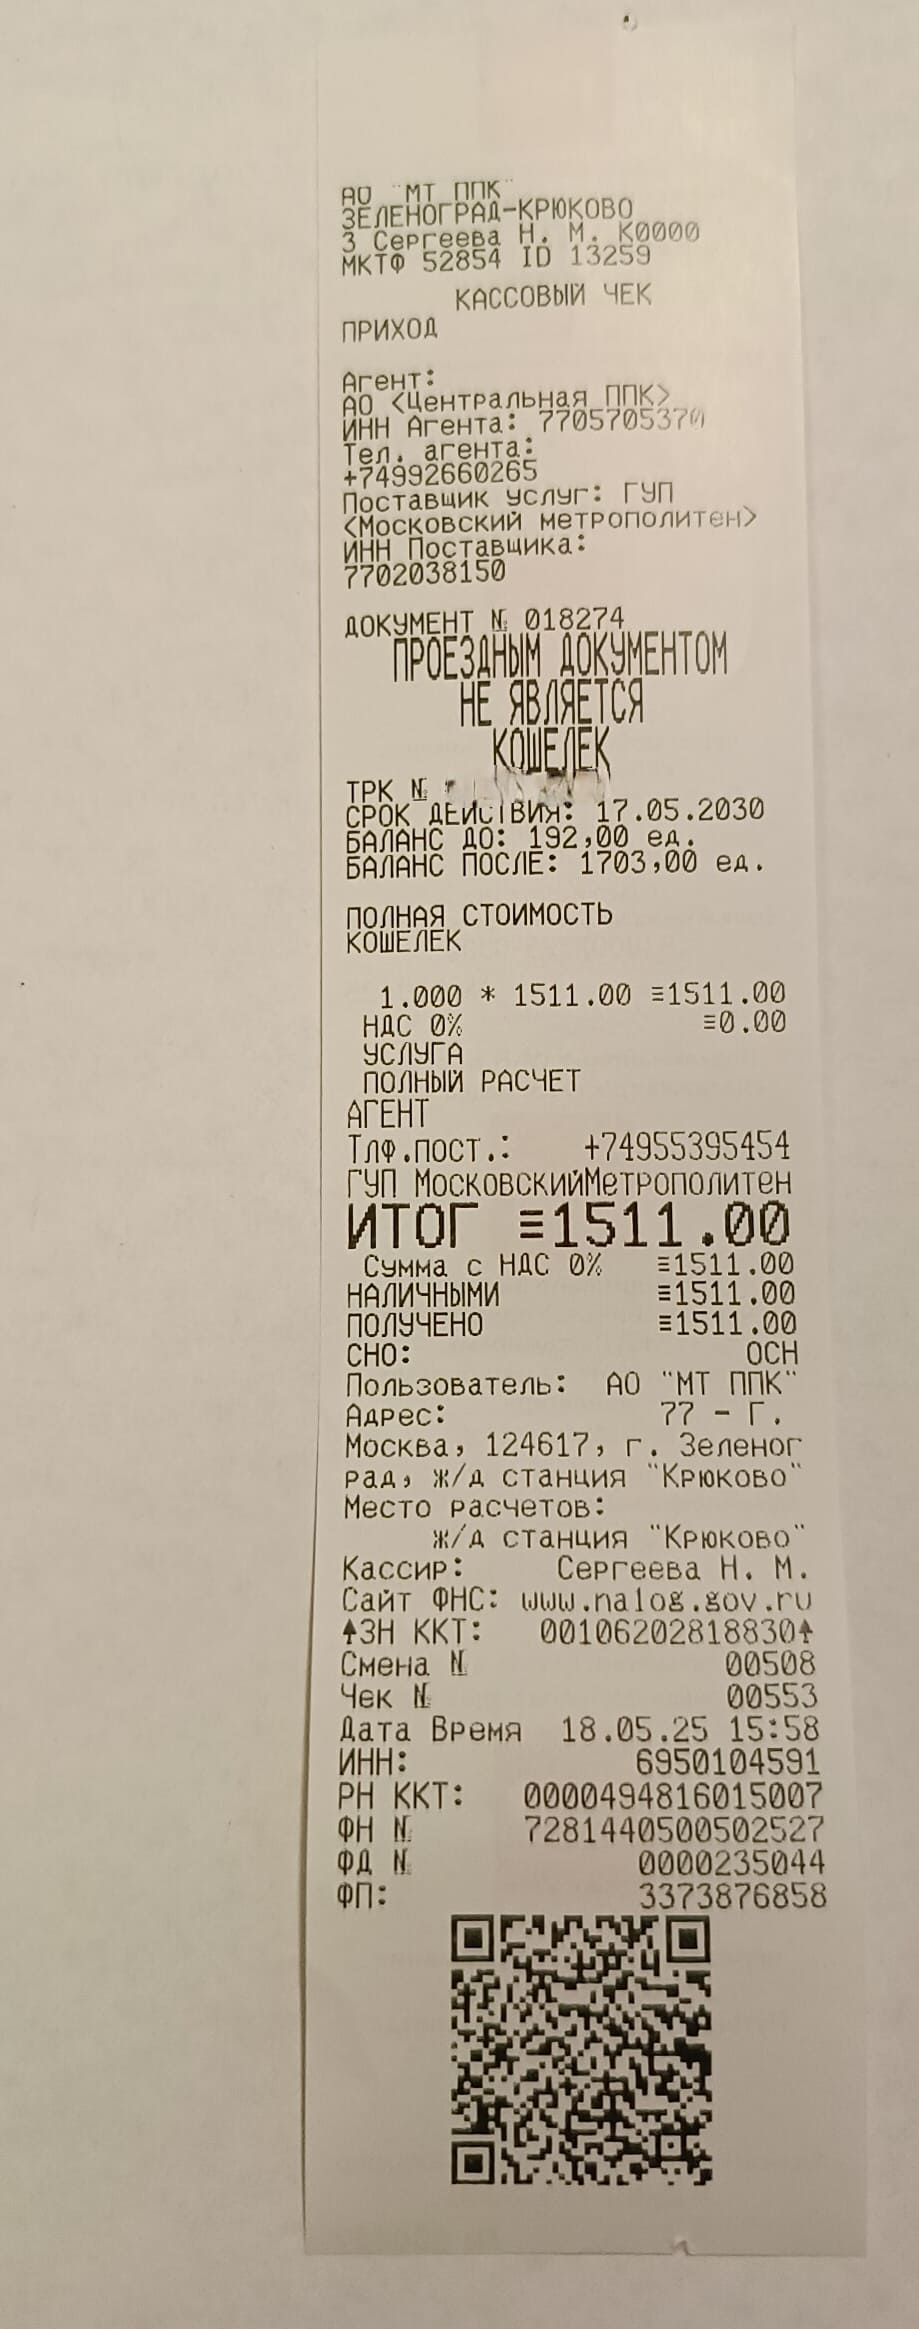 АО "МТ ППК"
ЗЕЛЕНОГРАД-КРЮКОВО
3 Сергеева Н. М. К0000
МКТФ 52854 ID 13259
КАССОВЫЙ ЧЕК
ПРИХОД
Агент:
АО <Центральная ППК>
ИНН Агента: 7705705370
Тел. агента:
+74992660265
Поставщик услуг: ГУП
<Московский метрополитен>
ИНН Поставщика:
7702038150
ДОКУМЕНТ № 018274
ПРОЕЗДНЫМ ДОКУМЕНТОМ
НЕ ЯВЛЯЕТСЯ
КОШЕЛЕК
ТРК №
СРОК ДЕЙСТВИЯ: 17.05.2030
БАЛАНС ДО: 192,00 ед.
БАЛАНС ПОСЛЕ: 1703,00 ед.
ПОЛНАЯ СТОИМОСТЬ
КОШЕЛЕК
1.000 * 1511.00 ≡1511.00
НДС 0% ≡0.00
УСЛУГА
ПОЛНЫЙ РАСЧЕТ
АГЕНТ
Тлф.пост.: +74955395454
ГУП МосковскийМетрополитен
ИТОГ ≡1511.00
Сумма с НДС 0% ≡1511.00
НАЛИЧНЫМИ ≡1511.00
ПОЛУЧЕНО ≡1511.00
СНО: ОСН
Пользователь: АО "МТ ППК"
Адрес: 77 - Г.
Москва, 124617, г. Зеленог
рад, ж/д станция "Крюково"
Место расчетов:
ж/д станция "Крюково"
Кассир: Сергеева Н. М.
Сайт ФНС: www.nalog.gov.ru
↑ЗН ККТ: 00106202818830↑
Смена № 00508
Чек № 00553
Дата Время 18.05.25 15:58
ИНН: 6950104591
РН ККТ: 0000494816015007
ФН № 7281440500502527
ФД № 0000235044
ФП: 3373876858